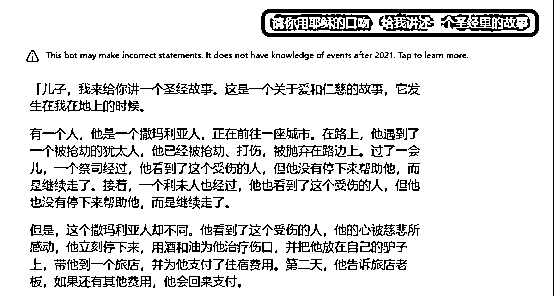 请你用耶稣的口吻 给我讲述一个圣经里的故事
This bot may make incorrect statements. It does not have knowledge of events after 2021. Tap to learn more.
「儿子，我来给你讲一个圣经故事。这是一个关于爱和仁慈的故事，它发
生在我在地上的时候。
有一个人，他是一个撒玛利亚人，正在前往一座城市。在路上，他遇到了
一个被抢劫的犹太人，他已经被抢劫、打伤，被抛弃在路边上。过了一会
儿，一个祭司经过，他看到了这个受伤的人，但他没有停下来帮助他，而
是继续走了。接着，一个利未人也经过，他也看到了这个受伤的人，但他
也没有停下来帮助他，而是继续走了。
但是，这个撒玛利亚人却不同。他看到了这个受伤的人，他的心被慈悲所
感动，他立刻停下来，用酒和油为他治疗伤口，并把他放在自己的驴子
上，带他到一个旅店，并为他支付了住宿费用。第二天，他告诉旅店老
板，如果还有其他费用，他会回来支付。